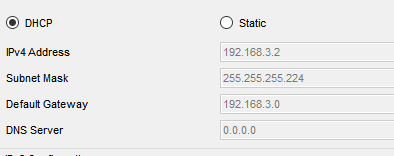 DHCP Static
IPv4 Address 192.168.3.2
Subnet Mask 255.255.255.224
Default Gateway 192.168.3.0
DNS Server 0.0.0.0